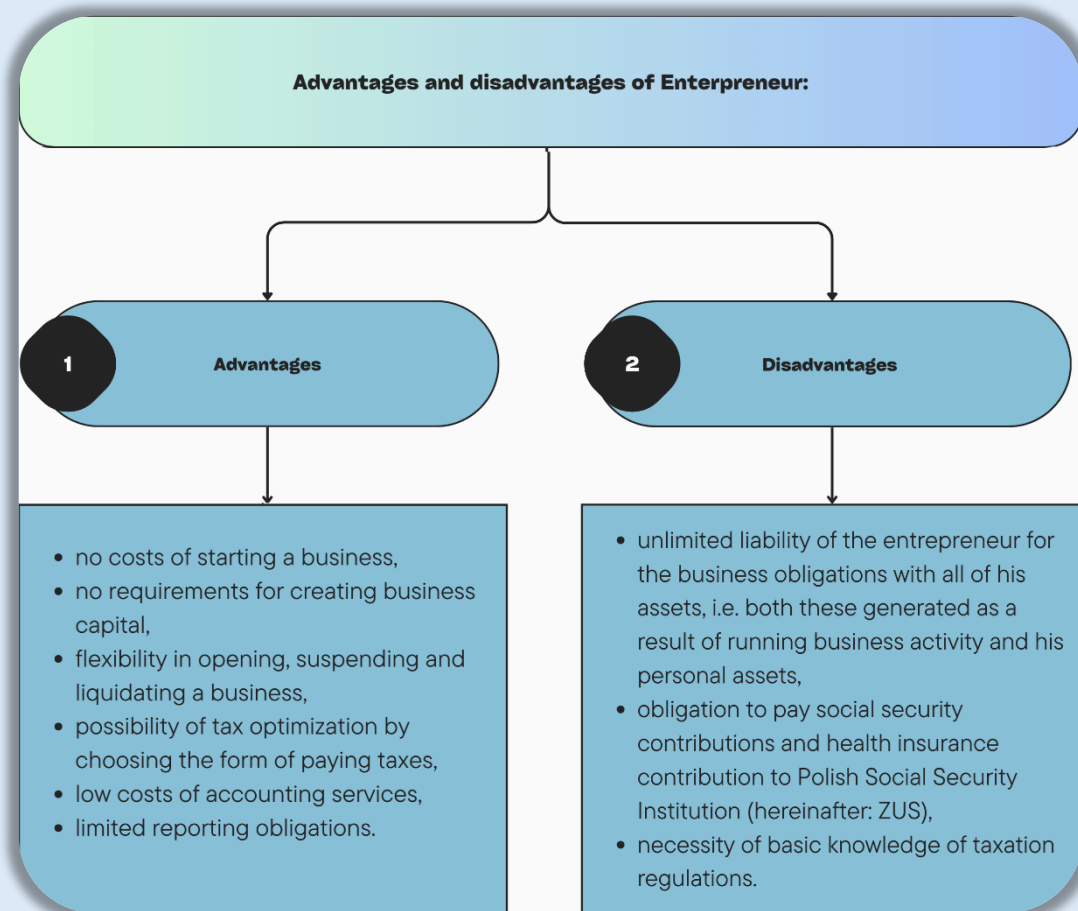 Advantages and disadvantages of Enterpreneur:
1
Advantages
• no costs of starting a business,
• no requirements for creating business
capital,
• flexibility in opening, suspending and
liquidating a business,
• possibility of tax optimization by
choosing the form of paying taxes,
• low costs of accounting services,
• limited reporting obligations.
2
Disadvantages
• unlimited liability of the entrepreneur for
the business obligations with all of his
assets, i.e. both these generated as a
result of running business activity and his
personal assets,
• obligation to pay social security
contributions and health insurance
contribution to Polish Social Security
Institution (hereinafter: ZUS),
• necessity of basic knowledge of taxation
regulations.